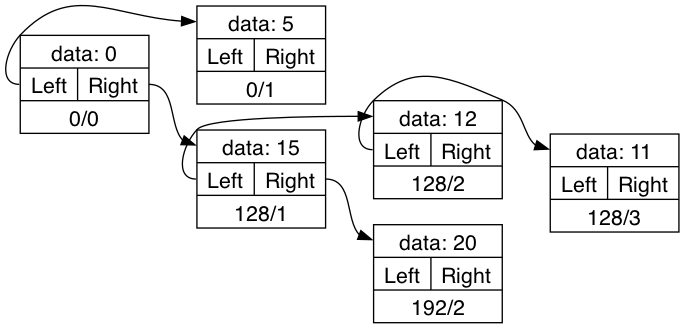 data: 0
Left Right
0/0
data: 5
Left Right
0/1
data: 15
Left Right
128/1
data: 12
Left Right
128/2
data: 20
Left Right
192/2
data: 11
Left Right
128/3